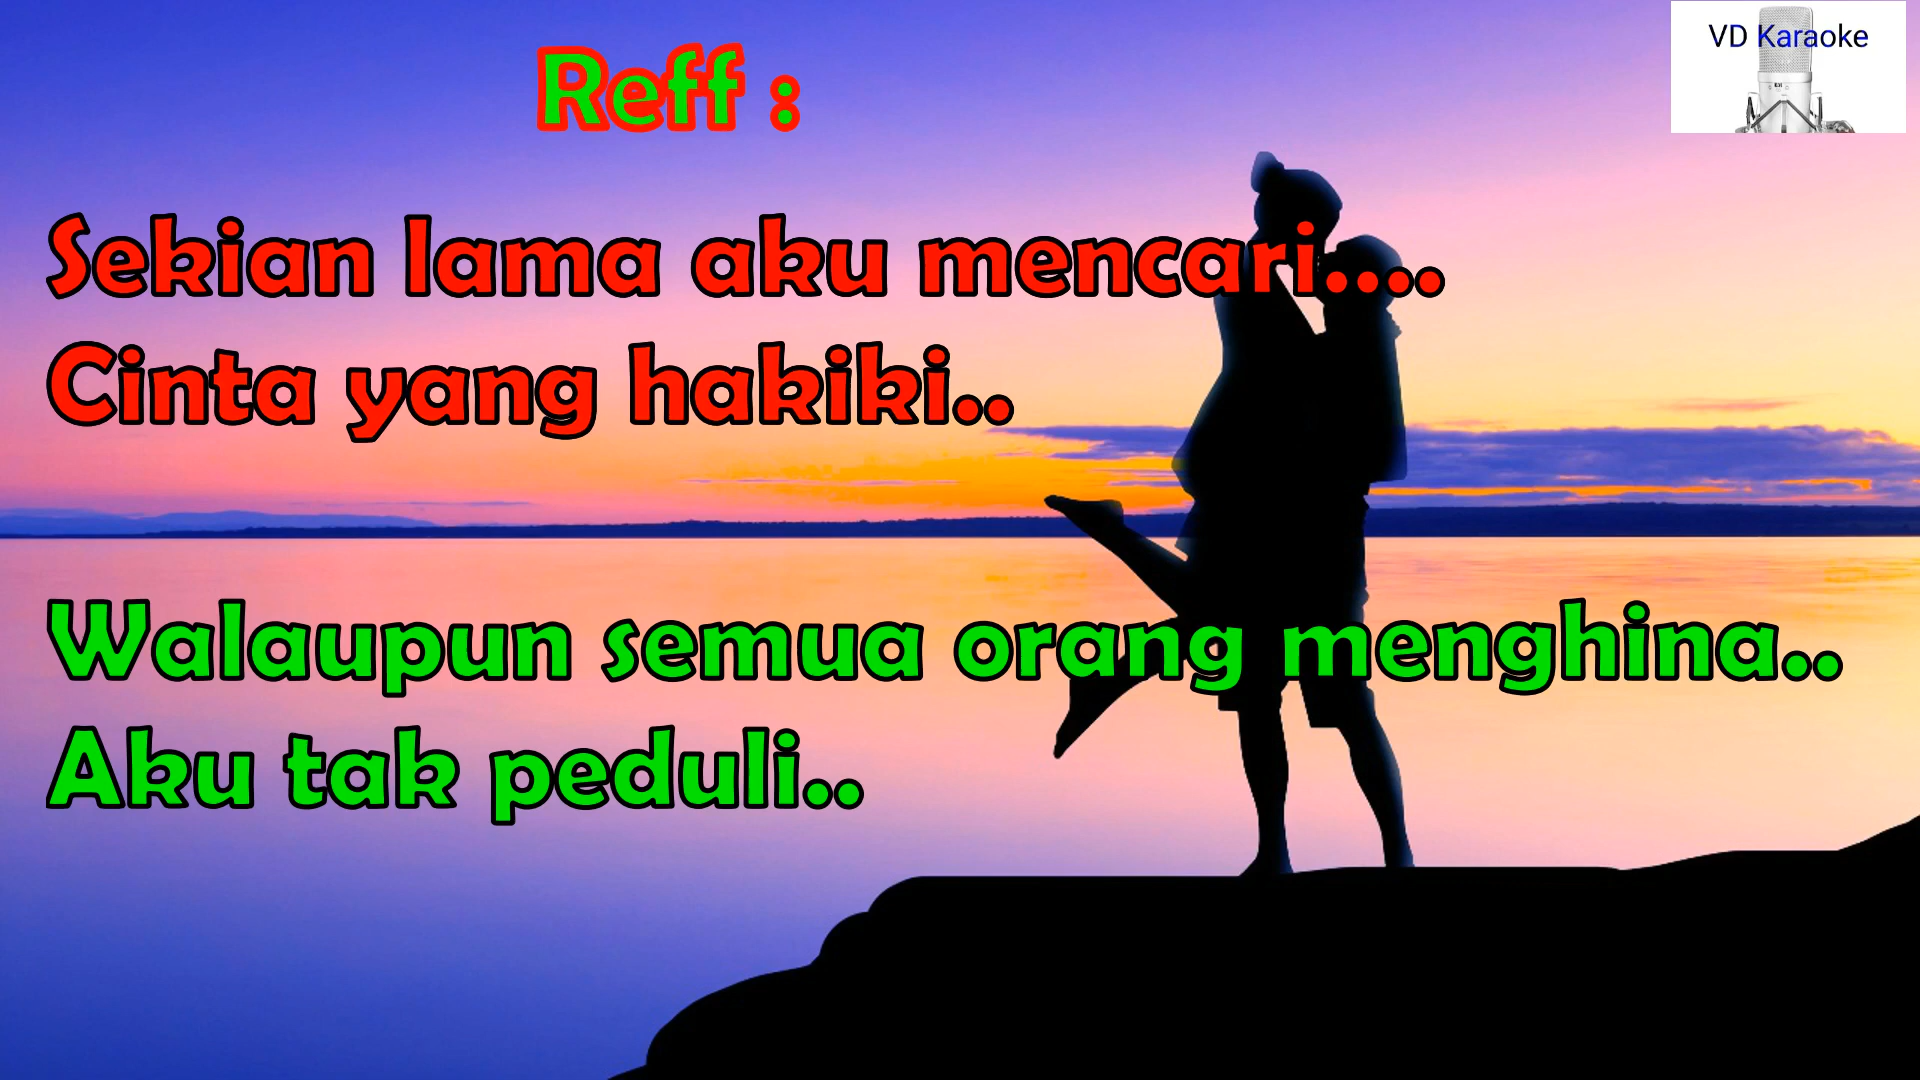 VD Karaoke
Reff :
Sekian lama aku mencari....
Cinta yang hakiki..
Walaupun semua orang menghina..
Aku tak peduli..